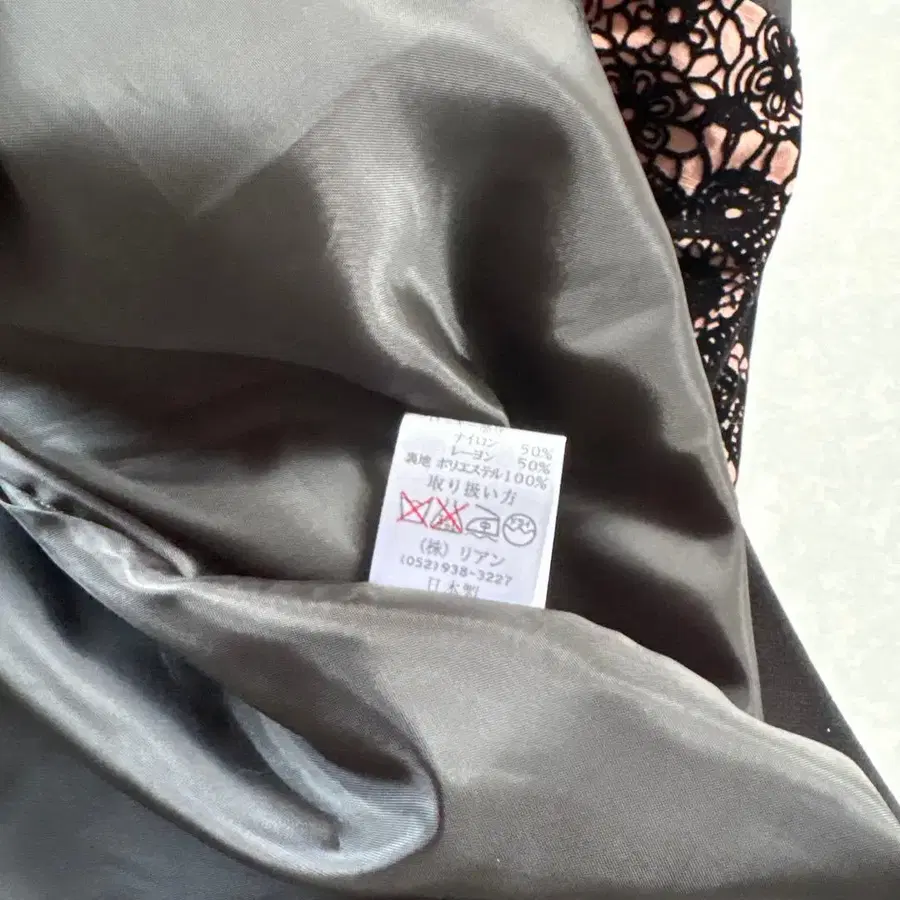 ナイロン 50%
レーヨン 50%
裏地 ポリエステル100%
取り扱い方
(株) リアン
(052)938-3227
日本製